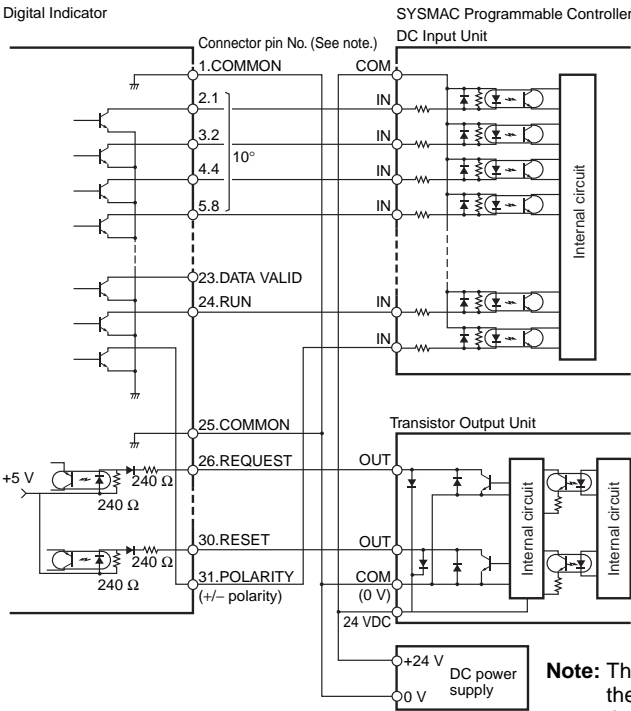 Digital Indicator
SYSMAC Programmable Controller
DC Input Unit
Connector pin No. (See note.)
1.COMMON
COM
2.1
IN
3.2
IN
10°
4.4
IN
5.8
IN
Internal circuit
23.DATA VALID
24.RUN
IN
IN
25.COMMON
Transistor Output Unit
+5 V
26.REQUEST
OUT
240 Ω
240 Ω
Internal circuit
Internal circuit
30.RESET
OUT
240 Ω
240 Ω
31.POLARITY
(+/− polarity)
COM
(0 V)
24 VDC
+24 V
DC power
supply
0 V
Note: Th
the